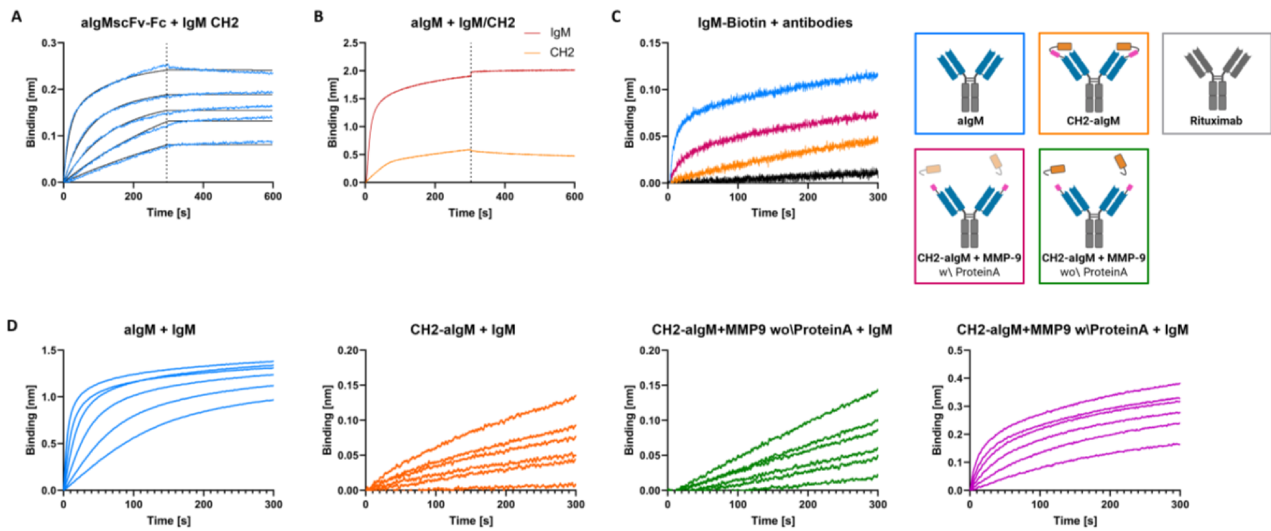 A
aIgMscFv-Fc + IgM CH2
Binding [nm]
0.3
0.2
0.1
0.0
0
200
400
600
Time [s]
B
aIgM + IgM/CH2
IgM
CH2
Binding [nm]
2.5
2.0
1.5
1.0
0.5
0.0
0
200
400
600
Time [s]
C
IgM-Biotin + antibodies
Binding [nm]
0.15
0.10
0.05
0.00
0
100
200
300
Time [s]
aIgM
CH2-aIgM
Rituximab
CH2-aIgM + MMP-9
w\ ProteinA
CH2-aIgM + MMP-9
wo\ ProteinA
D
aIgM + IgM
Binding [nm]
1.5
1.0
0.5
0.0
0
100
200
300
Time [s]
CH2-aIgM + IgM
Binding [nm]
0.20
0.15
0.10
0.05
0.00
0
100
200
300
Time [s]
CH2-aIgM+MMP9 wo\ProteinA + IgM
Binding [nm]
0.20
0.15
0.10
0.05
0.00
0
100
200
300
Time [s]
CH2-aIgM+MMP9 w\ProteinA + IgM
Binding [nm]
0.5
0.4
0.3
0.2
0.1
0.0
0
100
200
300
Time [s]